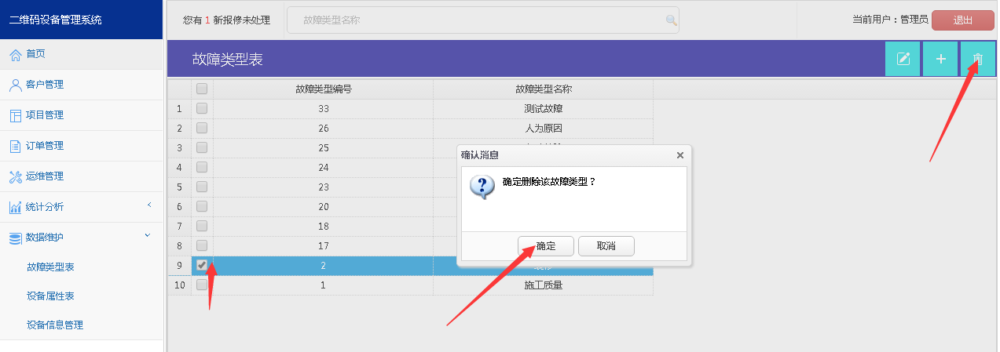 二维码设备管理系统
您有 1 新报修未处理
故障类型名称
当前用户：管理员
退出
首页
客户管理
项目管理
订单管理
运维管理
统计分析
数据维护
故障类型表
设备属性表
设备信息管理
故障类型表
故障类型编号 故障类型名称
1 33 测试故障
2 26 人为原因
3 25
4 24
5 23
6 20
7 18
8 17
9 2
10 1 施工质量
确认消息
确定删除该故障类型？
确定 取消